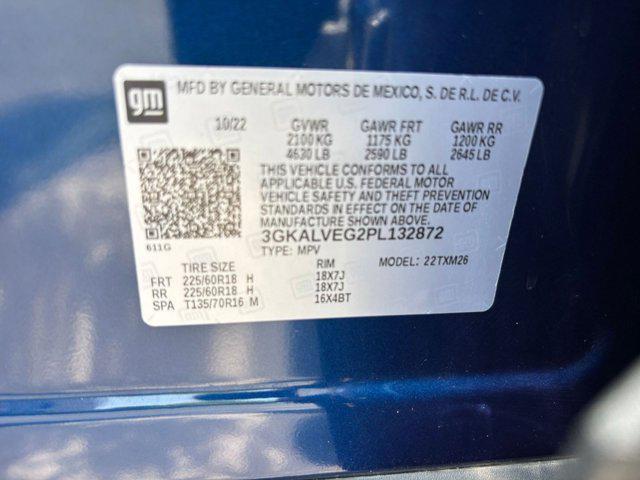 gm
MFD BY GENERAL MOTORS DE MEXICO, S. DE R.L. DE C.V.
10/22 GVWR GAWR FRT GAWR RR
2100 KG 1175 KG 1200 KG
4630 LB 2590 LB 2645 LB
THIS VEHICLE CONFORMS TO ALL
APPLICABLE U.S. FEDERAL MOTOR
VEHICLE SAFETY AND THEFT PREVENTION
STANDARDS IN EFFECT ON THE DATE OF
MANUFACTURE SHOWN ABOVE.
3GKALVEG2PL132872
611G
TYPE: MPV MODEL: 22TXM26
TIRE SIZE RIM
FRT 225/60R18 H 18X7J
RR 225/60R18 H 18X7J
SPA T135/70R16 M 16X4BT